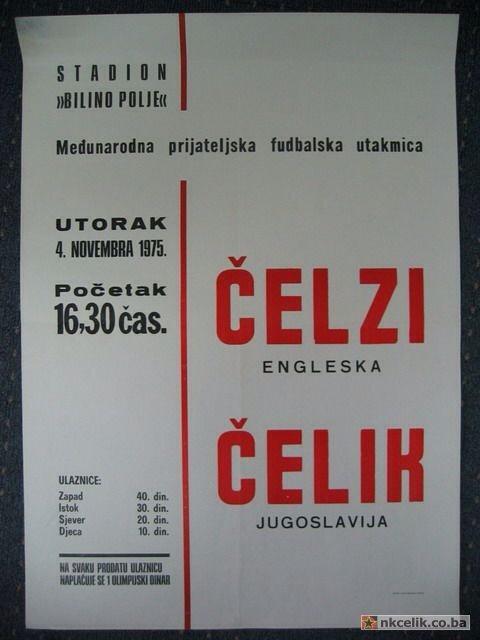 STADION
»BILINO POLJE«
Međunarodna prijateljska fudbalska utakmica
UTORAK
4. NOVEMBRA 1975.
Početak
16,30 čas.
ČELZI
ENGLESKA
ČELIK
JUGOSLAVIJA
ULAZNICE:
Zapad 40. din.
Istok 30. din.
Sjever 20. din.
Djeca 10. din.
NA SVAKU PRODATU ULAZNICU
NAPLAĆUJE SE 1 OLIMPIJSKI DINAR
nkcelik.co.ba